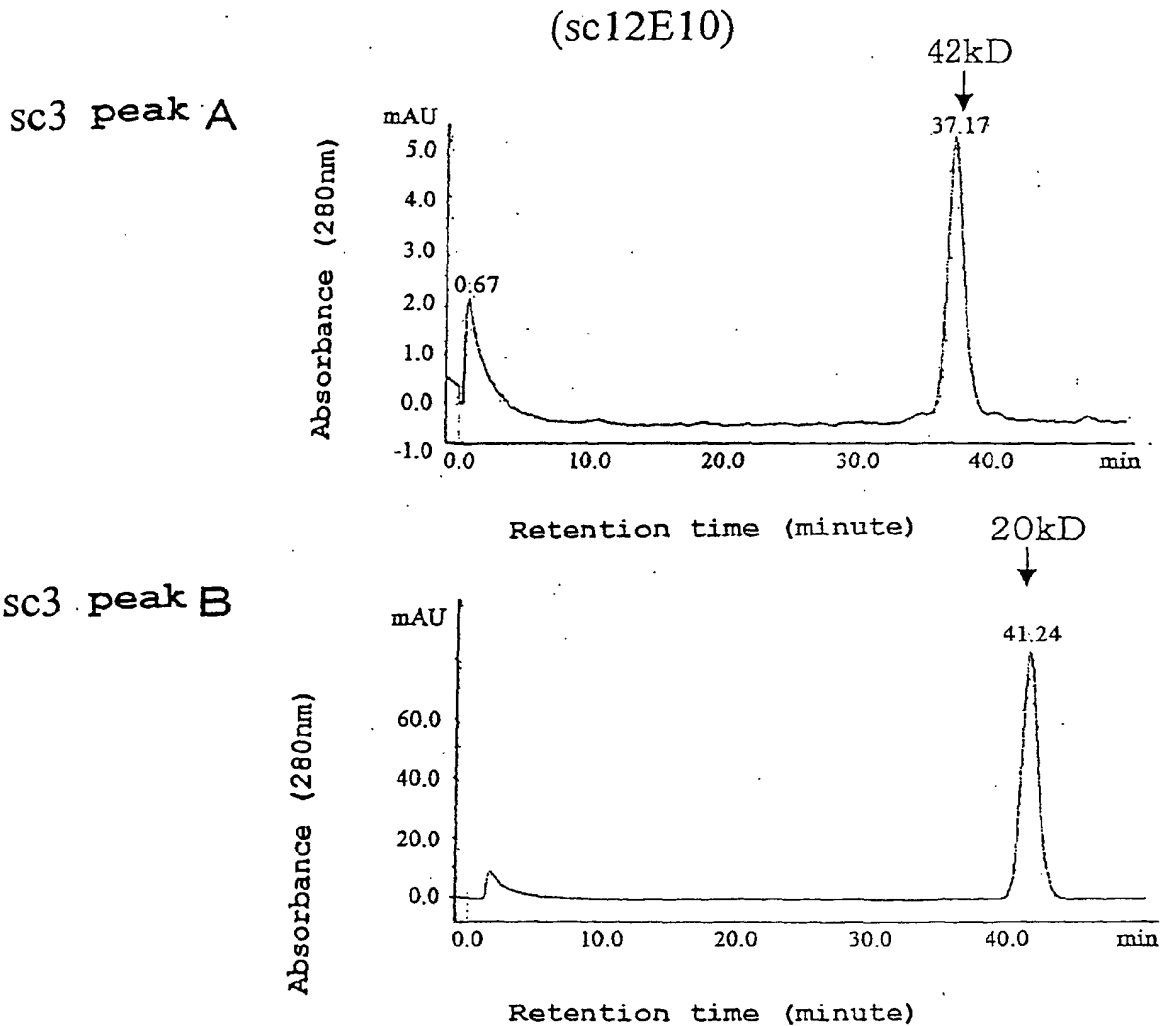 (sc12E10)
42kD
sc3 peak A
mAU
37.17
5.0
4.0
3.0
2.0
1.0
0.0
-1.0
0.67
Absorbance (280nm)
0.0 10.0 20.0 30.0 40.0 min
Retention time (minute)
20kD
sc3 peak B
mAU
41.24
60.0
40.0
20.0
0.0
Absorbance (280nm)
0.0 10.0 20.0 30.0 40.0 min
Retention time (minute)